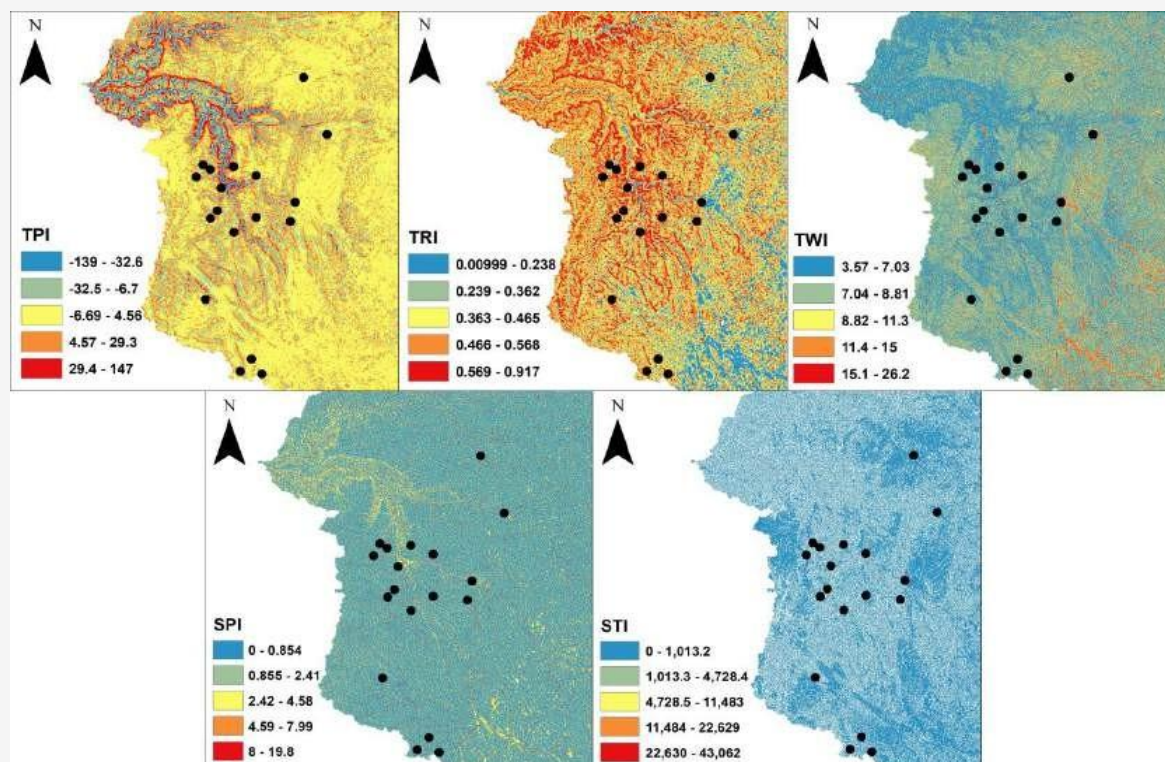 N
TPI
-139 - -32.6
-32.5 - -6.7
-6.69 - 4.56
4.57 - 29.3
29.4 - 147
N
TRI
0.00999 - 0.238
0.239 - 0.362
0.363 - 0.465
0.466 - 0.568
0.569 - 0.917
N
TWI
3.57 - 7.03
7.04 - 8.81
8.82 - 11.3
11.4 - 15
15.1 - 26.2
N
SPI
0 - 0.854
0.855 - 2.41
2.42 - 4.58
4.59 - 7.99
8 - 19.8
N
STI
0 - 1,013.2
1,013.3 - 4,728.4
4,728.5 - 11,483
11,484 - 22,629
22,630 - 43,062